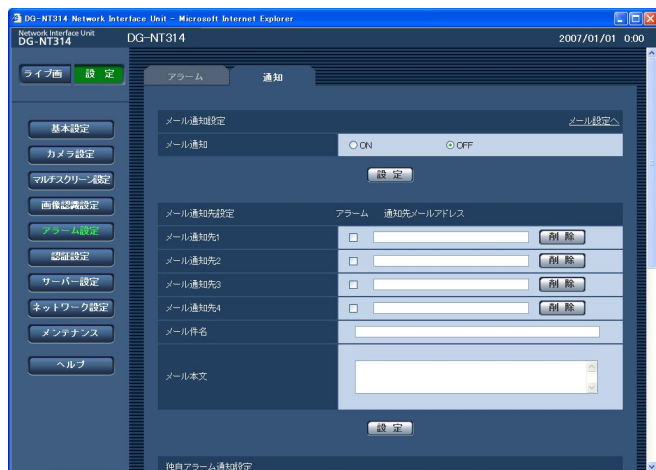 DG-NT314 Network Interface Unit - Microsoft Internet Explorer
Network Interface Unit
DG-NT314
DG-NT314
2007/01/01 0:00
ライブ画 設 定
アラーム 通知
基本設定
カメラ設定
マルチスクリーン設定
画像認識設定
アラーム設定
認証設定
サーバー設定
ネットワーク設定
メンテナンス
ヘルプ
メール通知設定 メール設定へ
メール通知 ON OFF
設 定
メール通知先設定 アラーム 通知先メールアドレス
メール通知先1 削 除
メール通知先2 削 除
メール通知先3 削 除
メール通知先4 削 除
メール件名
メール本文
設 定
独自アラーム通知設定